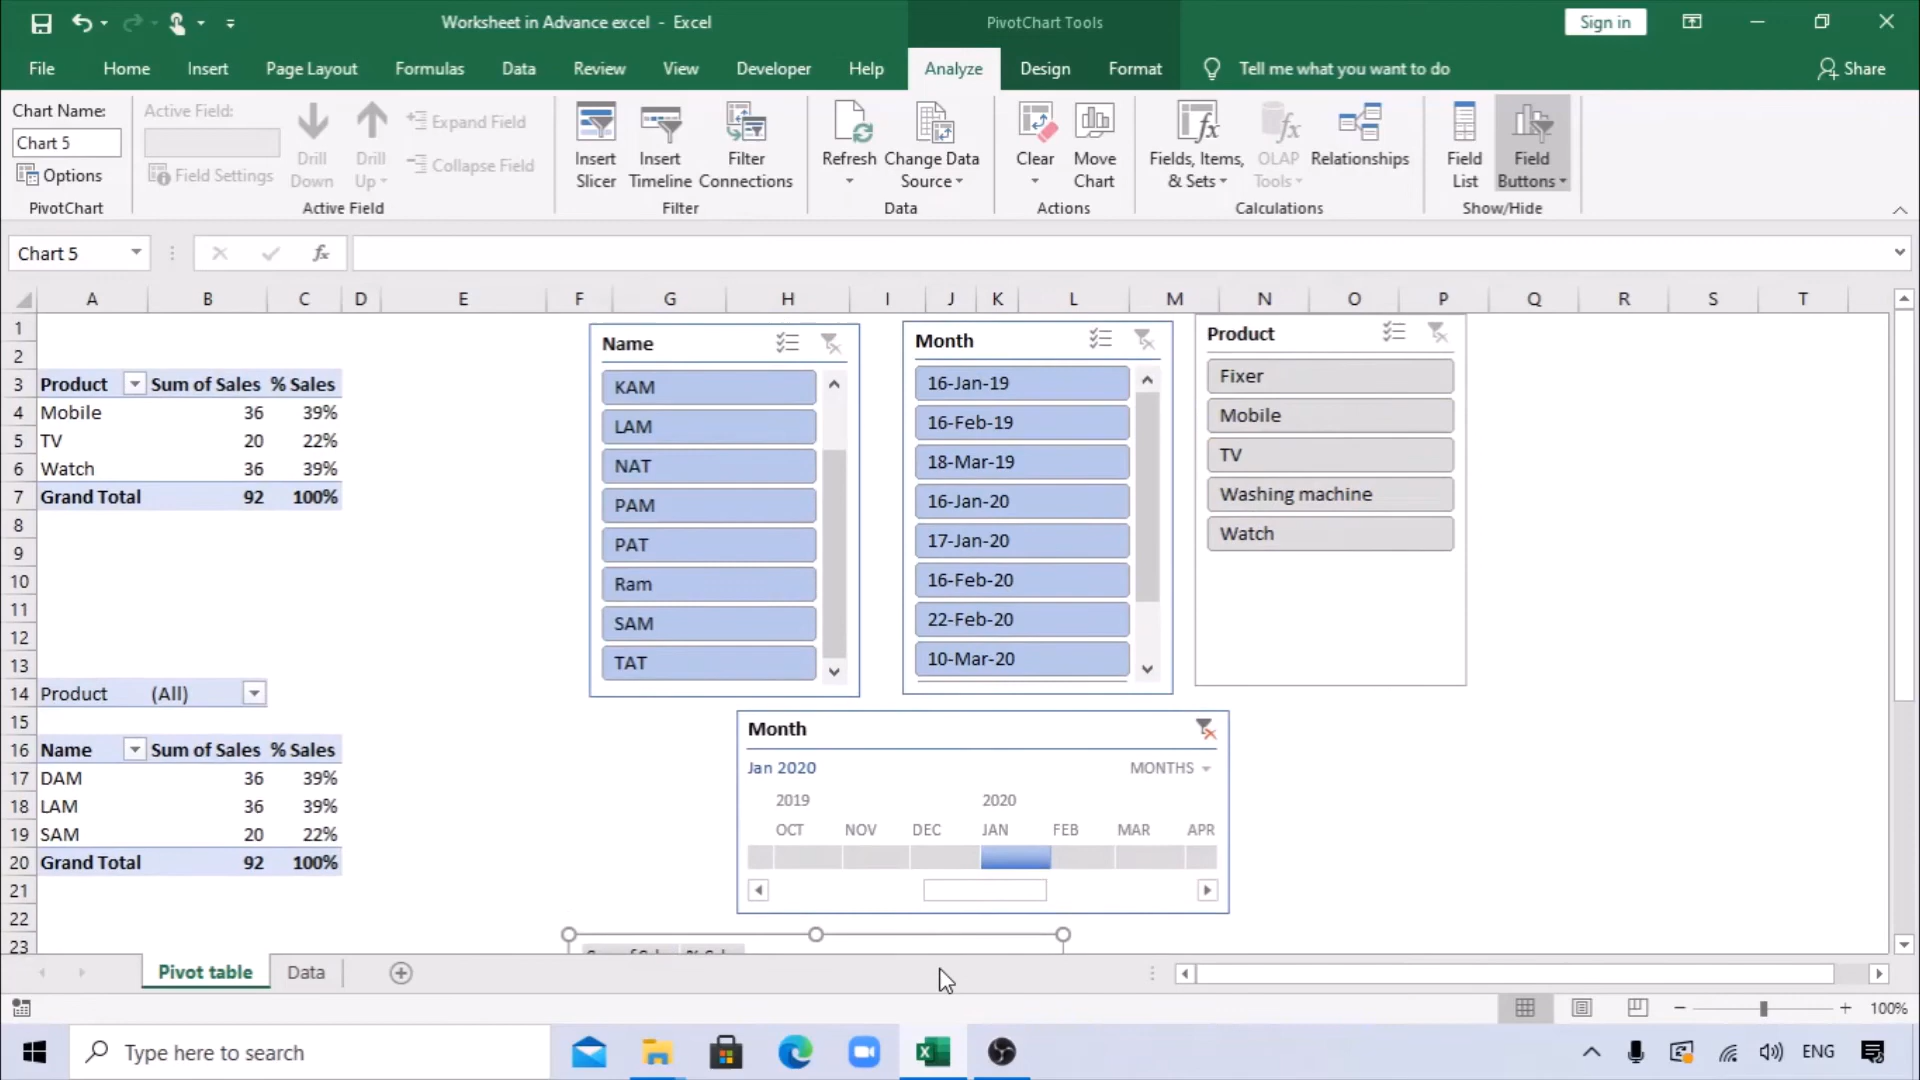 Worksheet in Advance excel - Excel
PivotChart Tools
Sign in
File
Home
Insert
Page Layout
Formulas
Data
Review
View
Developer
Help
Analyze
Design
Format
Tell me what you want to do
Share
Chart Name:
Chart 5
Options
PivotChart
Active Field:
Field Settings
Drill Down
Drill Up
Expand Field
Collapse Field
Active Field
Insert Slicer
Insert Timeline
Filter Connections
Filter
Refresh
Change Data Source
Data
Clear
Move Chart
Actions
Fields, Items, & Sets
OLAP Tools
Relationships
Calculations
Field List
Field Buttons
Show/Hide
Chart 5
fx
A B C D E F G H I J K L M N O P Q R S T
1
2
3 Product Sum of Sales % Sales
4 Mobile 36 39%
5 TV 20 22%
6 Watch 36 39%
7 Grand Total 92 100%
8
9
10
11
12
13
14 Product (All)
15
16 Name Sum of Sales % Sales
17 DAM 36 39%
18 LAM 36 39%
19 SAM 20 22%
20 Grand Total 92 100%
21
22
23
Name
KAM
LAM
NAT
PAM
PAT
Ram
SAM
TAT
Month
16-Jan-19
16-Feb-19
18-Mar-19
16-Jan-20
17-Jan-20
16-Feb-20
22-Feb-20
10-Mar-20
Product
Fixer
Mobile
TV
Washing machine
Watch
Month
Jan 2020
MONTHS
2019 2020
OCT NOV DEC JAN FEB MAR APR
Pivot table
Data
100%
Type here to search
ENG